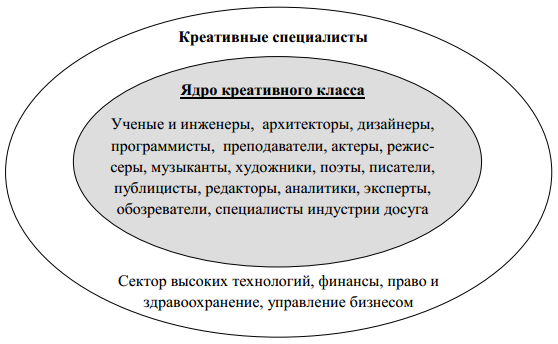 Креативные специалисты
Ядро креативного класса
Ученые и инженеры, архитекторы, дизайнеры,
программисты, преподаватели, актеры, режис-
серы, музыканты, художники, поэты, писатели,
публицисты, редакторы, аналитики, эксперты,
обозреватели, специалисты индустрии досуга
Сектор высоких технологий, финансы, право и
здравоохранение, управление бизнесом